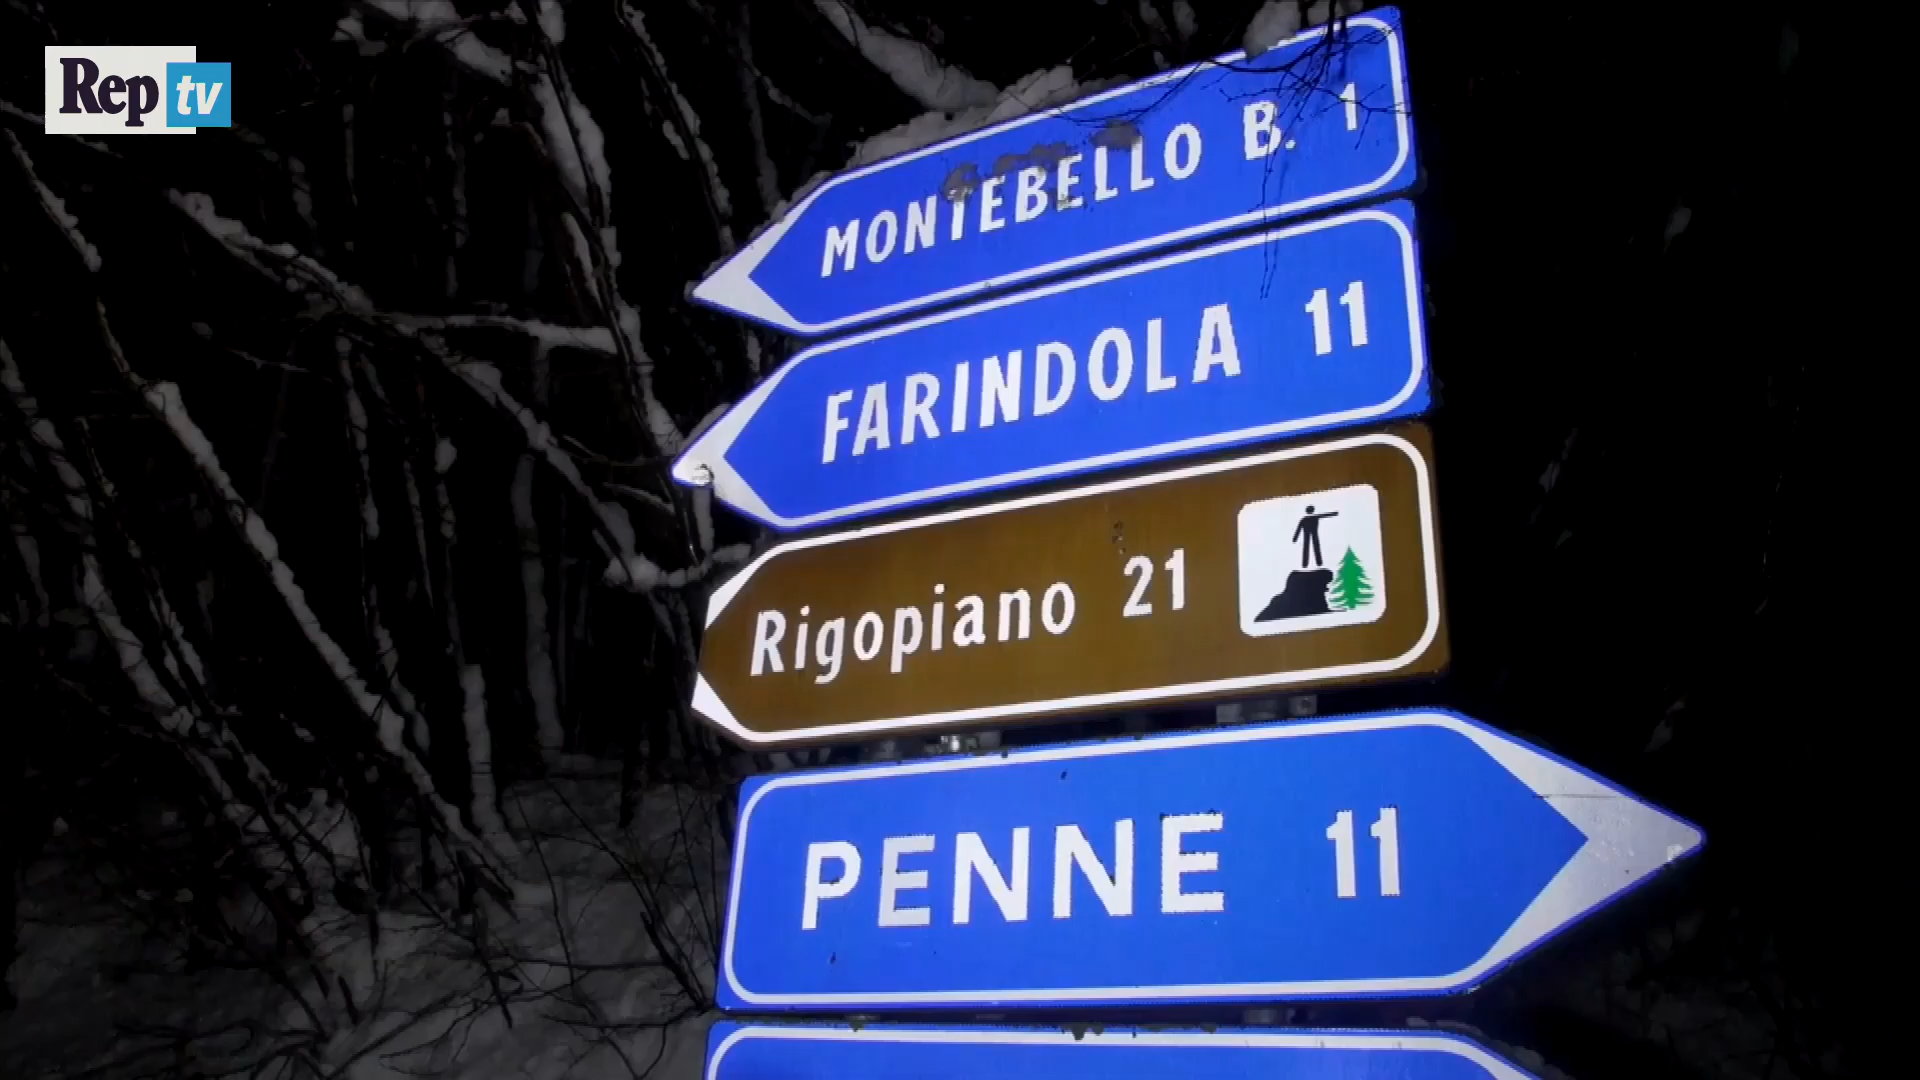 Rep tv
MONTEBELLO B. 1
FARINDOLA 11
Rigopiano 21
PENNE 11